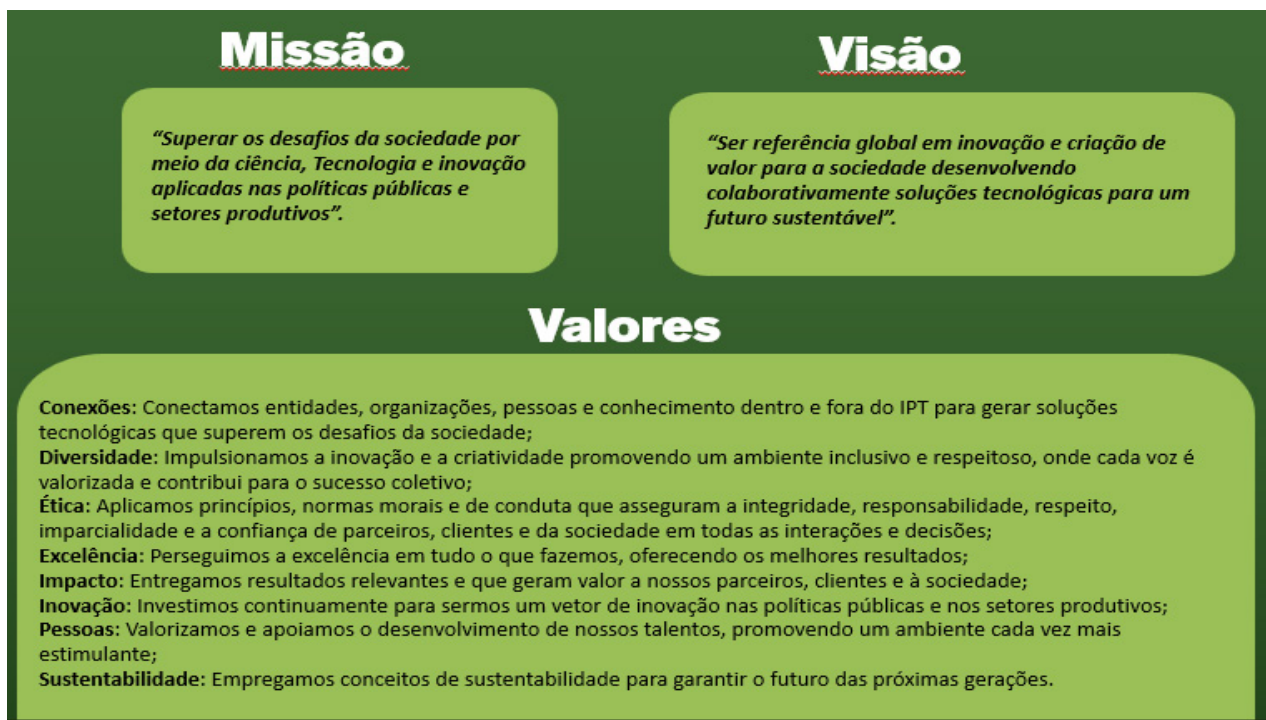 Missão
“Superar os desafios da sociedade por
meio da ciência, Tecnologia e inovação
aplicadas nas políticas públicas e
setores produtivos”.
Visão
“Ser referência global em inovação e criação de
valor para a sociedade desenvolvendo
colaborativamente soluções tecnológicas para um
futuro sustentável”.
Valores
Conexões: Conectamos entidades, organizações, pessoas e conhecimento dentro e fora do IPT para gerar soluções
tecnológicas que superem os desafios da sociedade;
Diversidade: Impulsionamos a inovação e a criatividade promovendo um ambiente inclusivo e respeitoso, onde cada voz é
valorizada e contribui para o sucesso coletivo;
Ética: Aplicamos princípios, normas morais e de conduta que asseguram a integridade, responsabilidade, respeito,
imparcialidade e a confiança de parceiros, clientes e da sociedade em todas as interações e decisões;
Excelência: Perseguimos a excelência em tudo o que fazemos, oferecendo os melhores resultados;
Impacto: Entregamos resultados relevantes e que geram valor a nossos parceiros, clientes e à sociedade;
Inovação: Investimos continuamente para sermos um vetor de inovação nas políticas públicas e nos setores produtivos;
Pessoas: Valorizamos e apoiamos o desenvolvimento de nossos talentos, promovendo um ambiente cada vez mais
estimulante;
Sustentabilidade: Empregamos conceitos de sustentabilidade para garantir o futuro das próximas gerações.